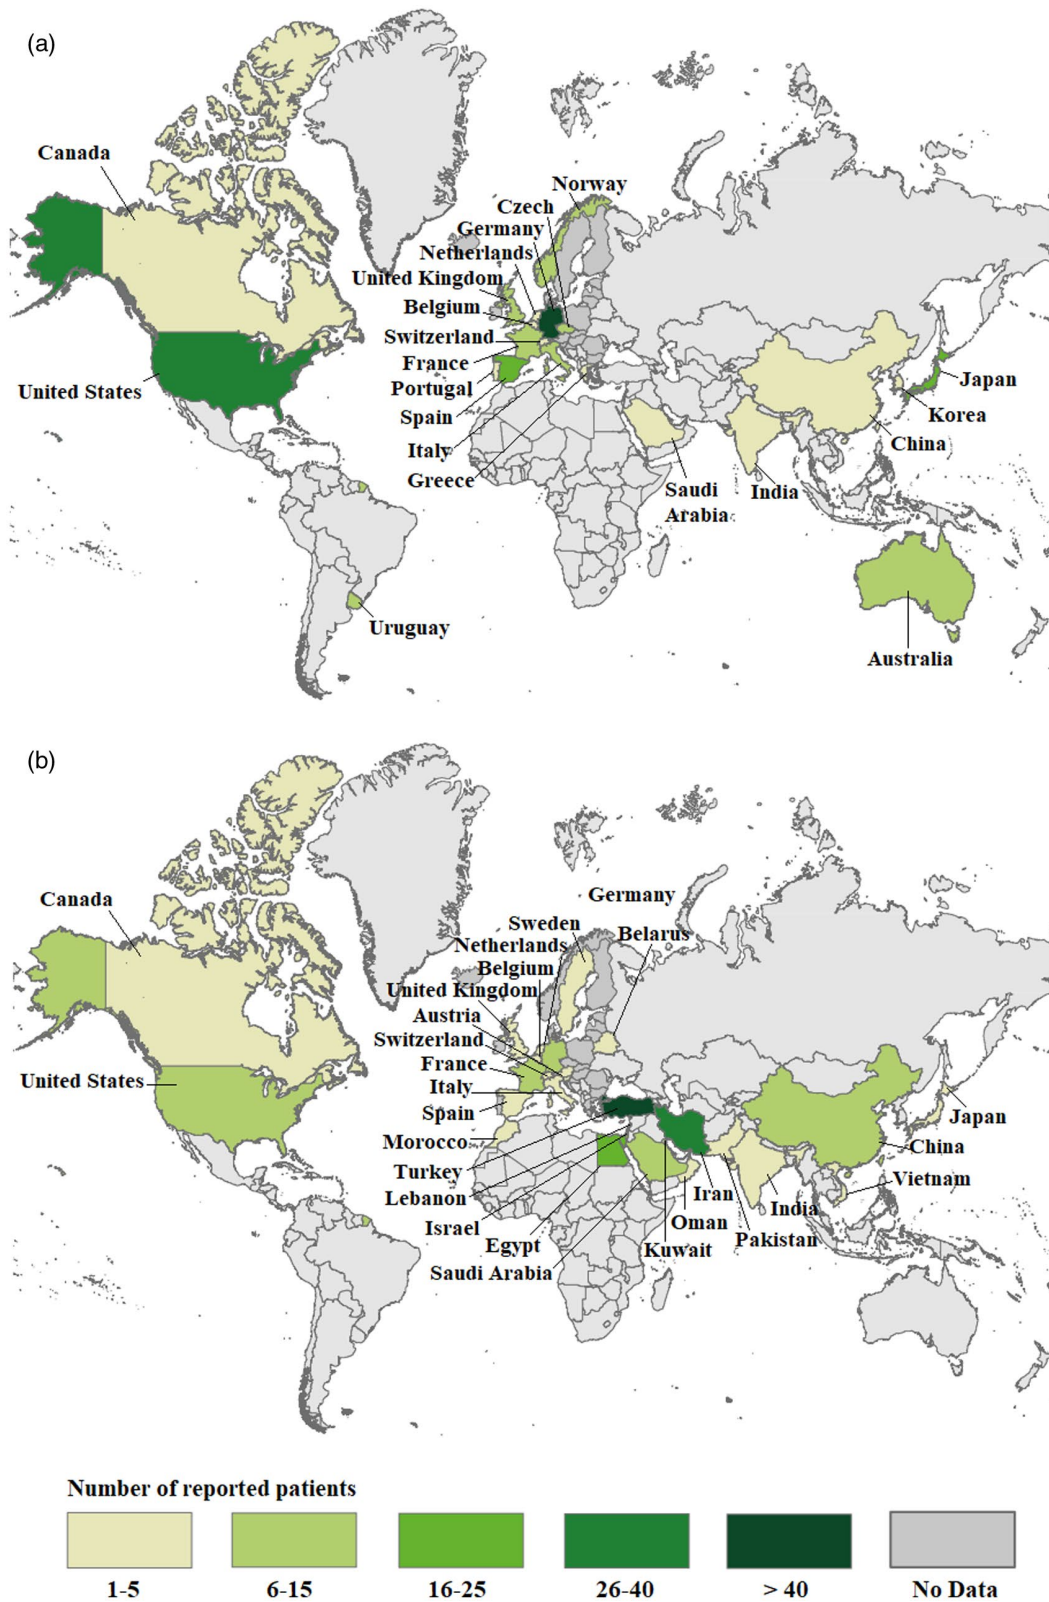 (a)
Canada
Norway
Czech
Germany
Netherlands
United Kingdom
Belgium
Switzerland
France
United States
Portugal
Japan
Spain
Korea
Italy
China
Greece
Saudi
Arabia
India
Uruguay
Australia
(b)
Germany
Canada
Sweden
Belarus
Netherlands
Belgium
United Kingdom
Austria
Switzerland
France
United States
Italy
Spain
Japan
Morocco
China
Turkey
Vietnam
Lebanon
Iran
India
Israel
Oman
Egypt
Kuwait
Pakistan
Saudi Arabia
Number of reported patients
1-5
6-15
16-25
26-40
> 40
No Data